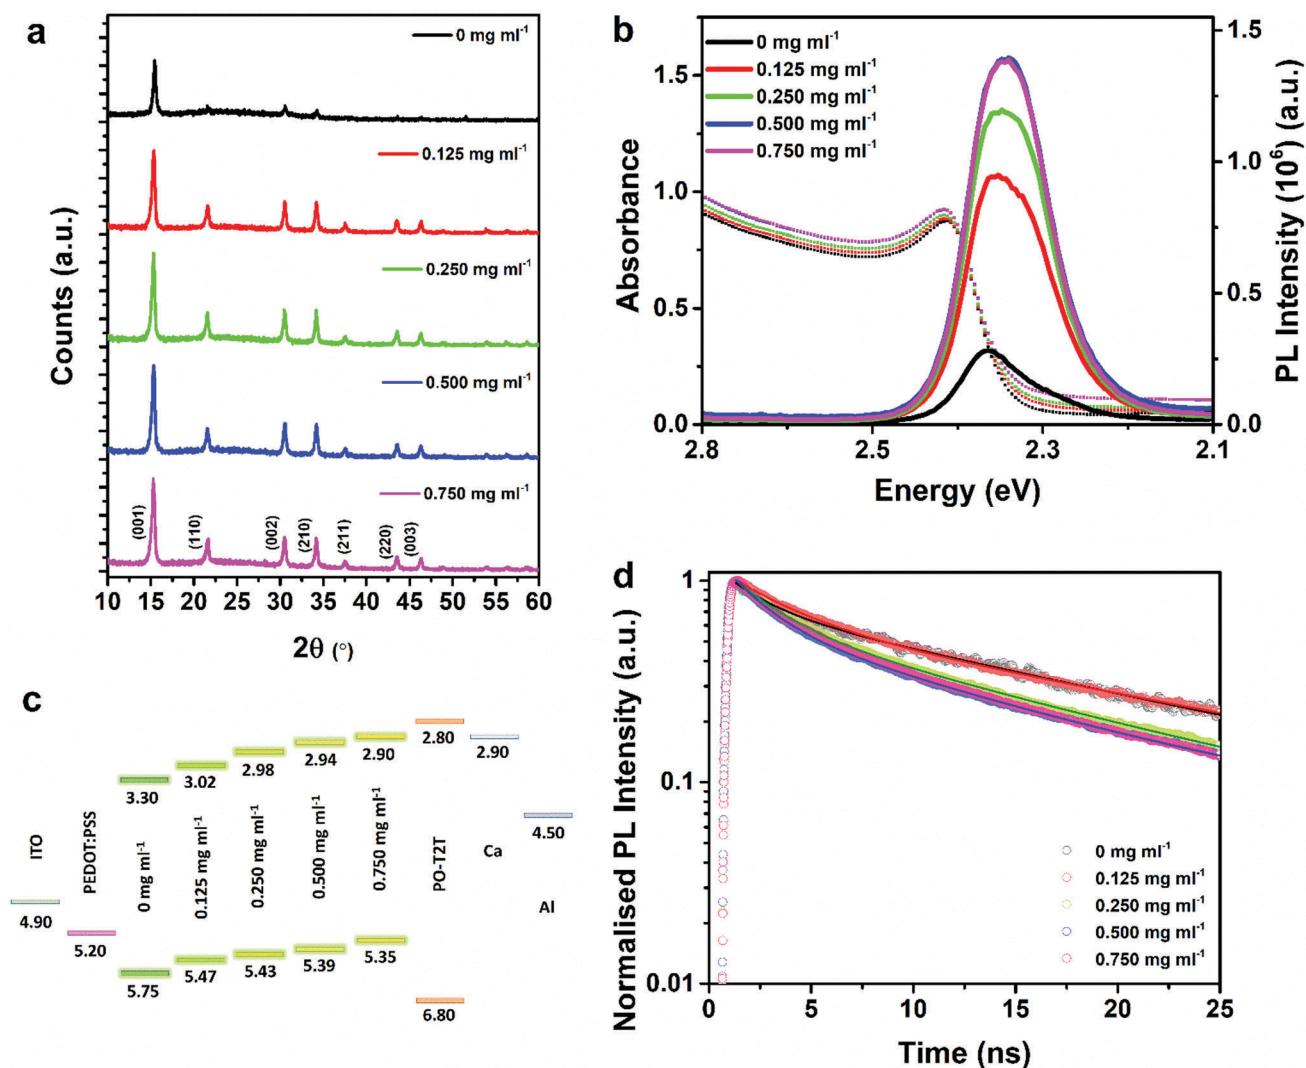 a
0 mg ml⁻¹
0.125 mg ml⁻¹
0.250 mg ml⁻¹
0.500 mg ml⁻¹
0.750 mg ml⁻¹
(001)
(110)
(002)
(210)
(211)
(220)
(003)
Counts (a.u.)
10 15 20 25 30 35 40 45 50 55 60
2θ (°)
b
0 mg ml⁻¹
0.125 mg ml⁻¹
0.250 mg ml⁻¹
0.500 mg ml⁻¹
0.750 mg ml⁻¹
Absorbance
1.5
1.0
0.5
0.0
PL Intensity (10⁶) (a.u.)
1.5
1.0
0.5
0.0
2.8 2.5 2.3 2.1
Energy (eV)
c
2.80
2.90
2.90
2.94
2.98
3.02
3.30
4.50
ITO
PEDOT:PSS
0 mg ml⁻¹
0.125 mg ml⁻¹
0.250 mg ml⁻¹
0.500 mg ml⁻¹
0.750 mg ml⁻¹
PO-T2T
Ca
Al
4.90
5.20
5.75
5.47
5.43
5.39
5.35
6.80
d
Normalised PL Intensity (a.u.)
1
0.1
0.01
0 mg ml⁻¹
0.125 mg ml⁻¹
0.250 mg ml⁻¹
0.500 mg ml⁻¹
0.750 mg ml⁻¹
0 5 10 15 20 25
Time (ns)